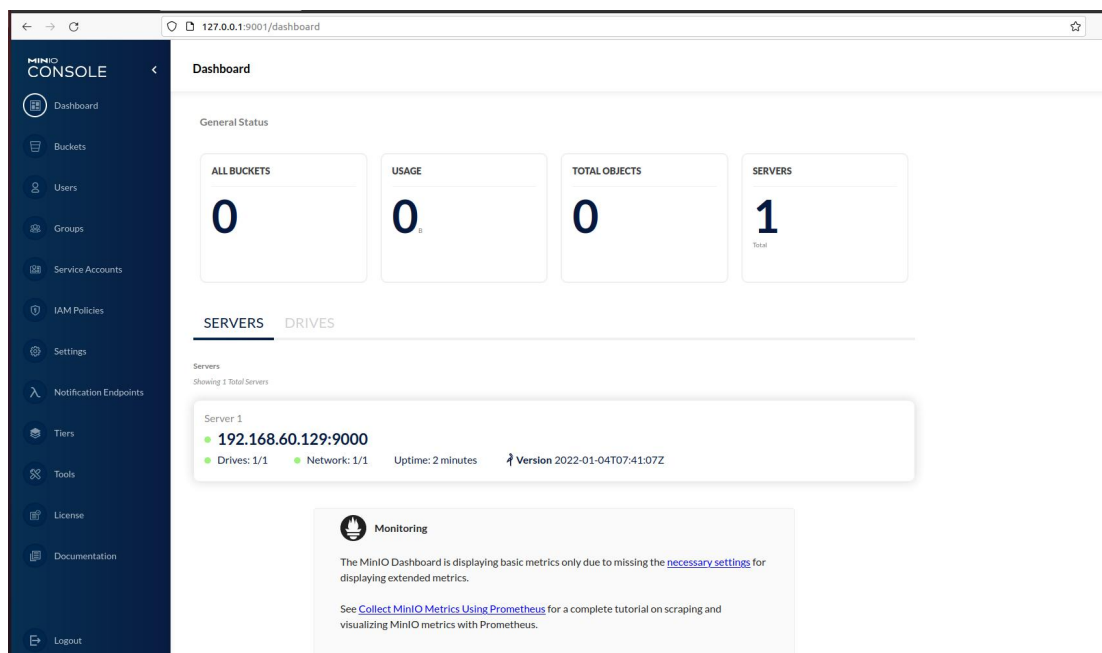 127.0.0.1:9001/dashboard
MINIO
CONSOLE
Dashboard
Buckets
Users
Groups
Service Accounts
IAM Policies
Settings
Notification Endpoints
Tiers
Tools
License
Documentation
Logout
Dashboard
General Status
ALL BUCKETS
0
USAGE
0 B
TOTAL OBJECTS
0
SERVERS
1
Total
SERVERS DRIVES
Servers
Showing 1 Total Servers
Server 1
192.168.60.129:9000
Drives: 1/1 Network: 1/1 Uptime: 2 minutes Version 2022-01-04T07:41:07Z
Monitoring
The MinIO Dashboard is displaying basic metrics only due to missing the necessary settings for
displaying extended metrics.
See Collect MinIO Metrics Using Prometheus for a complete tutorial on scraping and
visualizing MinIO metrics with Prometheus.